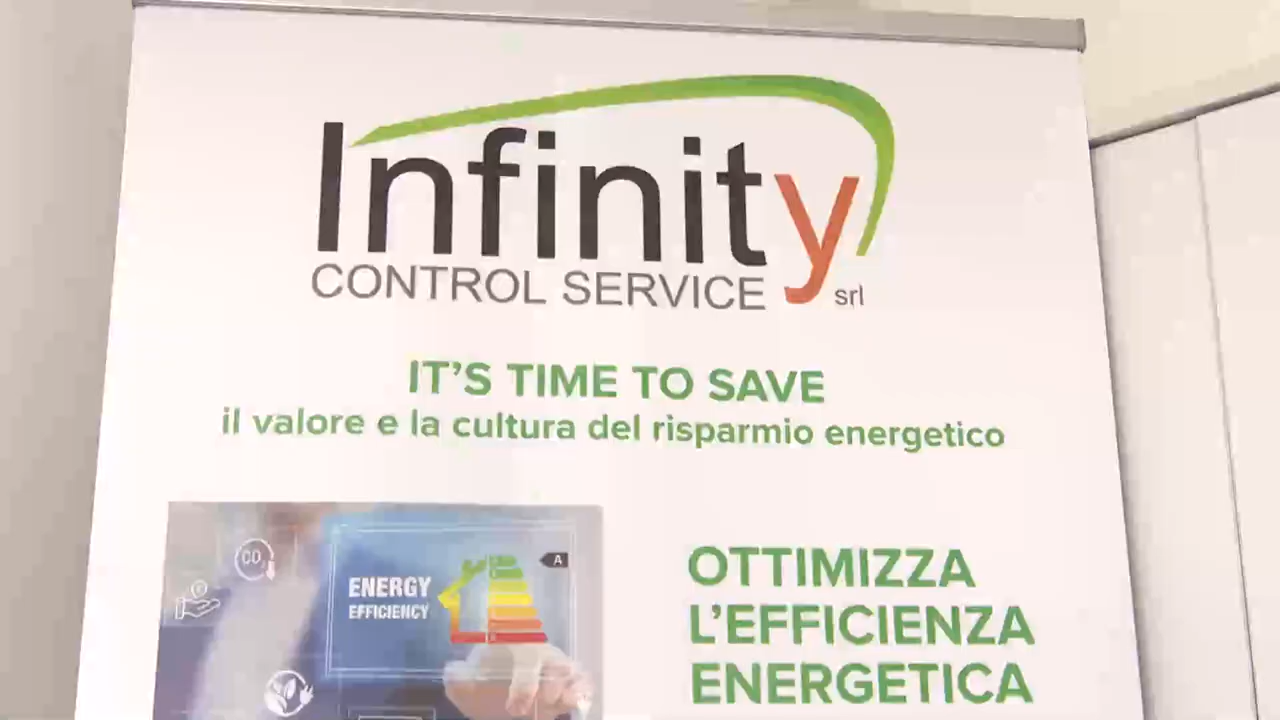 Infinity
CONTROL SERVICE srl
IT'S TIME TO SAVE
il valore e la cultura del risparmio energetico
CO₂
A
ENERGY
EFFICIENCY
OTTIMIZZA
L'EFFICIENZA
ENERGETICA